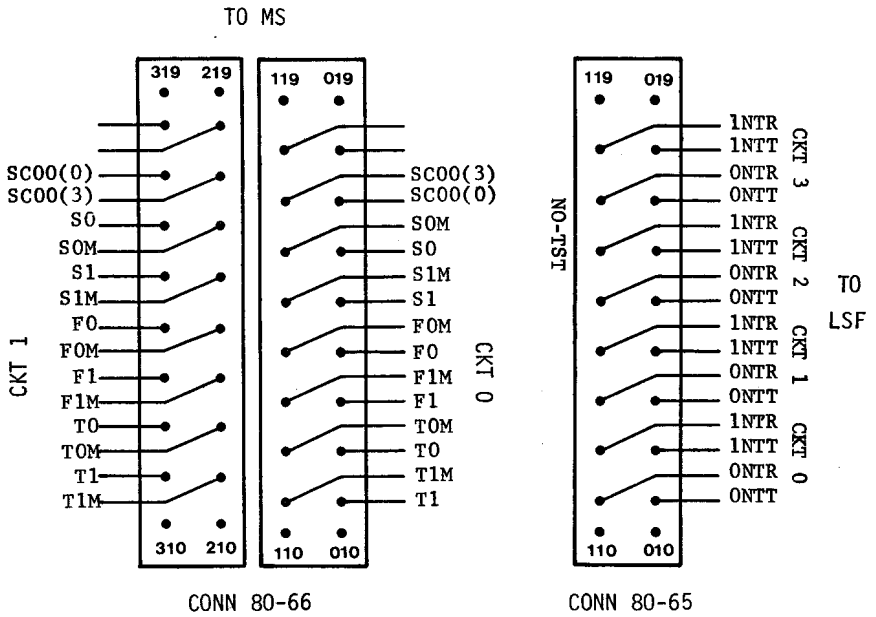 TO MS
319 219
119 019
119 019
SC00(0)
SC00(3)
S0
S0M
S1
S1M
F0
F0M
F1
F1M
T0
T0M
T1
T1M
CKT 1
310 210
SC00(3)
SC00(0)
S0M
S0
S1M
S1
F0M
F0
F1M
F1
T0M
T0
T1M
T1
CKT 0
110 010
CONN 80-66
NO-TST
1NTR
1NTT
0NTR
0NTT
CKT 3
1NTR
1NTT
0NTR
0NTT
CKT 2
1NTR
1NTT
0NTR
0NTT
CKT 1
1NTR
1NTT
0NTR
0NTT
CKT 0
TO
LSF
110 010
CONN 80-65